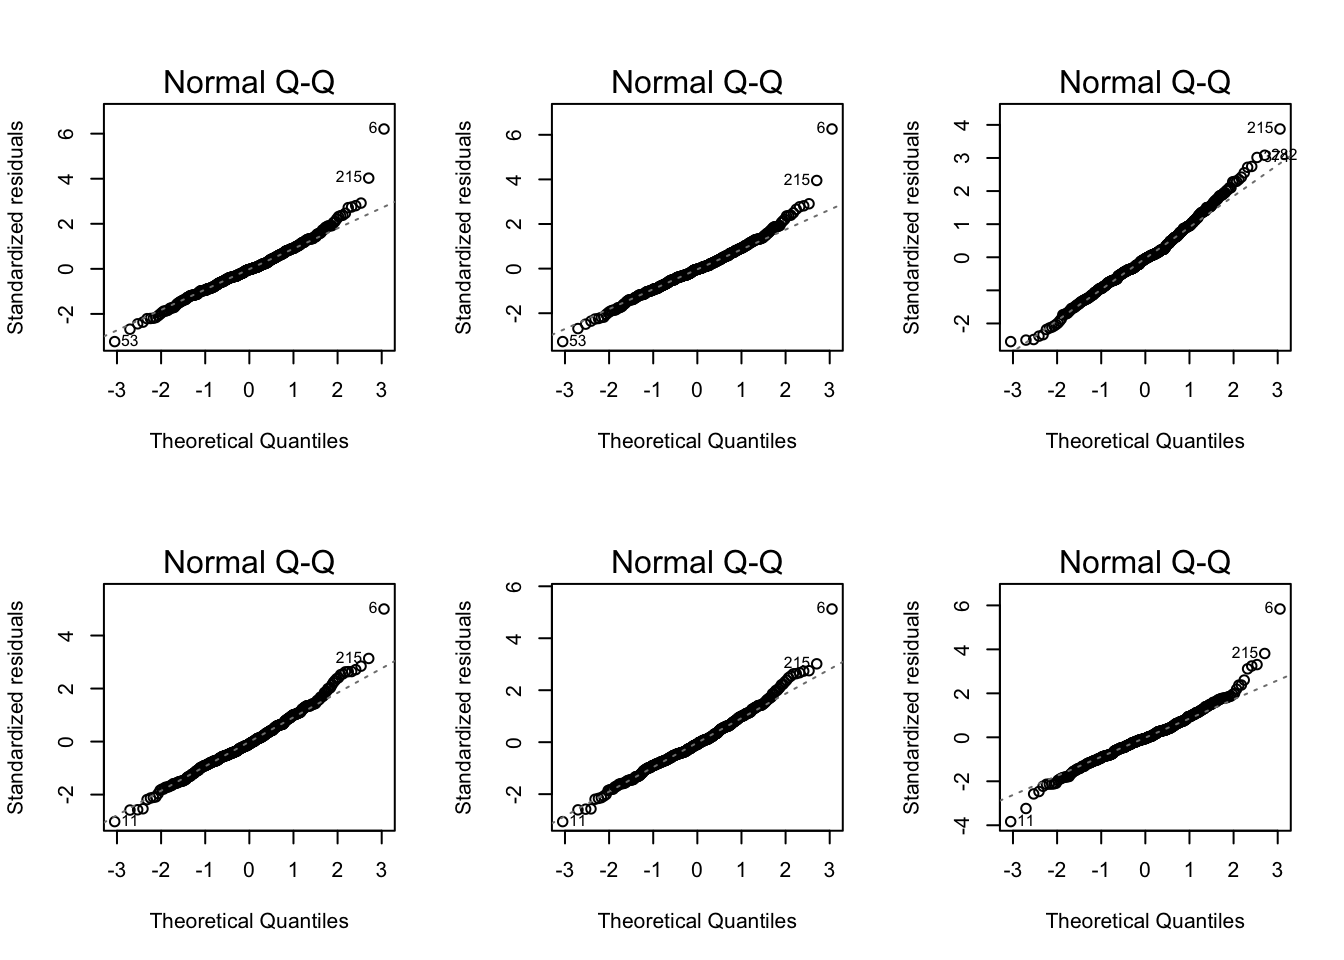 Normal Q-Q
Standardized residuals
6
4
2
0
-2
6
215
53
-3 -2 -1 0 1 2 3
Theoretical Quantiles
Normal Q-Q
Standardized residuals
6
4
2
0
-2
6
215
53
-3 -2 -1 0 1 2 3
Theoretical Quantiles
Normal Q-Q
Standardized residuals
4
3
2
1
0
-2
215
282
-3 -2 -1 0 1 2 3
Theoretical Quantiles
Normal Q-Q
Standardized residuals
4
2
0
-2
6
215
11
-3 -2 -1 0 1 2 3
Theoretical Quantiles
Normal Q-Q
Standardized residuals
6
4
2
0
-2
6
215
11
-3 -2 -1 0 1 2 3
Theoretical Quantiles
Normal Q-Q
Standardized residuals
6
4
2
0
-2
-4
6
215
11
-3 -2 -1 0 1 2 3
Theoretical Quantiles